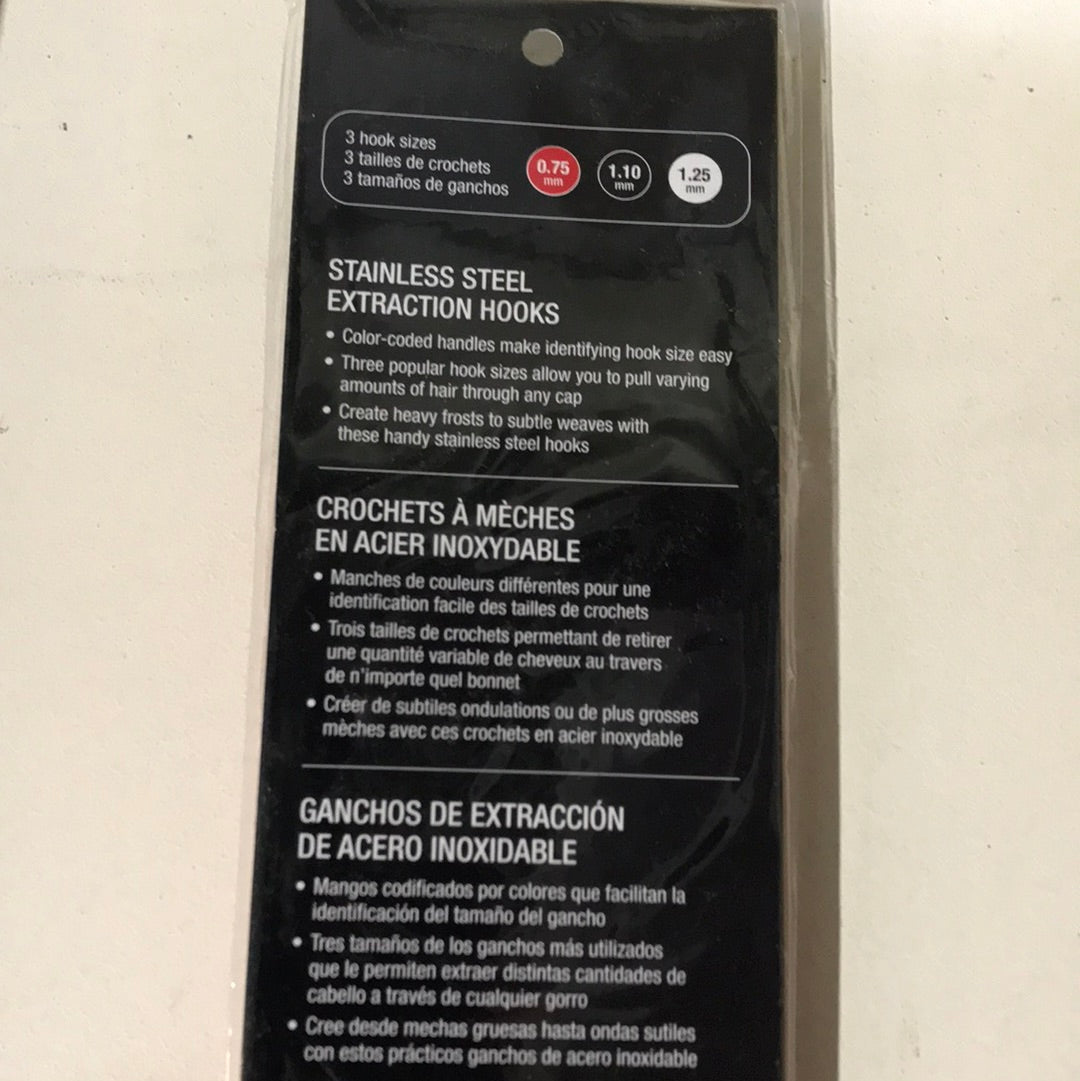 3 hook sizes
3 tailles de crochets
3 tamaños de ganchos
0.75
mm
1.10
mm
1.25
mm
STAINLESS STEEL
EXTRACTION HOOKS
• Color-coded handles make identifying hook size easy
• Three popular hook sizes allow you to pull varying
amounts of hair through any cap
• Create heavy frosts to subtle weaves with
these handy stainless steel hooks
CROCHETS À MÈCHES
EN ACIER INOXYDABLE
• Manches de couleurs différentes pour une
identification facile des tailles de crochets
• Trois tailles de crochets permettant de retirer
une quantité variable de cheveux au travers
de n'importe quel bonnet
• Créer de subtiles ondulations ou de plus grosses
mèches avec ces crochets en acier inoxydable
GANCHOS DE EXTRACCIÓN
DE ACERO INOXIDABLE
• Mangos codificados por colores que facilitan la
identificación del tamaño del gancho
• Tres tamaños de los ganchos más utilizados
que le permiten extraer distintas cantidades de
cabello a través de cualquier gorro
• Cree desde mechas gruesas hasta ondas sutiles
con estos prácticos ganchos de acero inoxidable